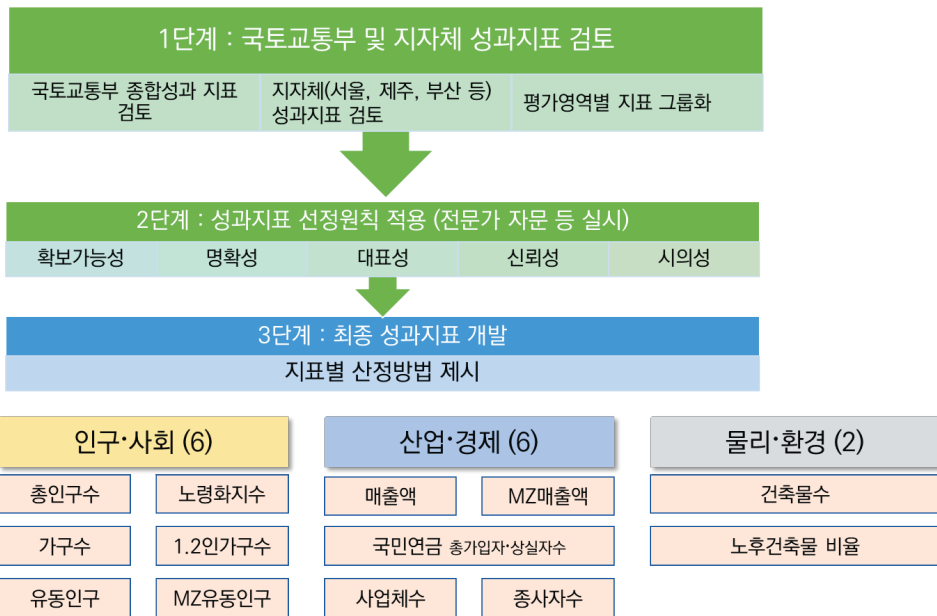 1단계 : 국토교통부 및 지자체 성과지표 검토
국토교통부 종합성과 지표
검토
지자체(서울, 제주, 부산 등)
성과지표 검토
평가영역별 지표 그룹화
2단계 : 성과지표 선정원칙 적용 (전문가 자문 등 실시)
확보가능성
명확성
대표성
신뢰성
시의성
3단계 : 최종 성과지표 개발
지표별 산정방법 제시
인구·사회 (6)
총인구수
노령화지수
가구수
1.2인가구수
유동인구
MZ유동인구
산업·경제 (6)
매출액
MZ매출액
국민연금 총가입자·상실자수
사업체수
종사자수
물리·환경 (2)
건축물수
노후건축물 비율